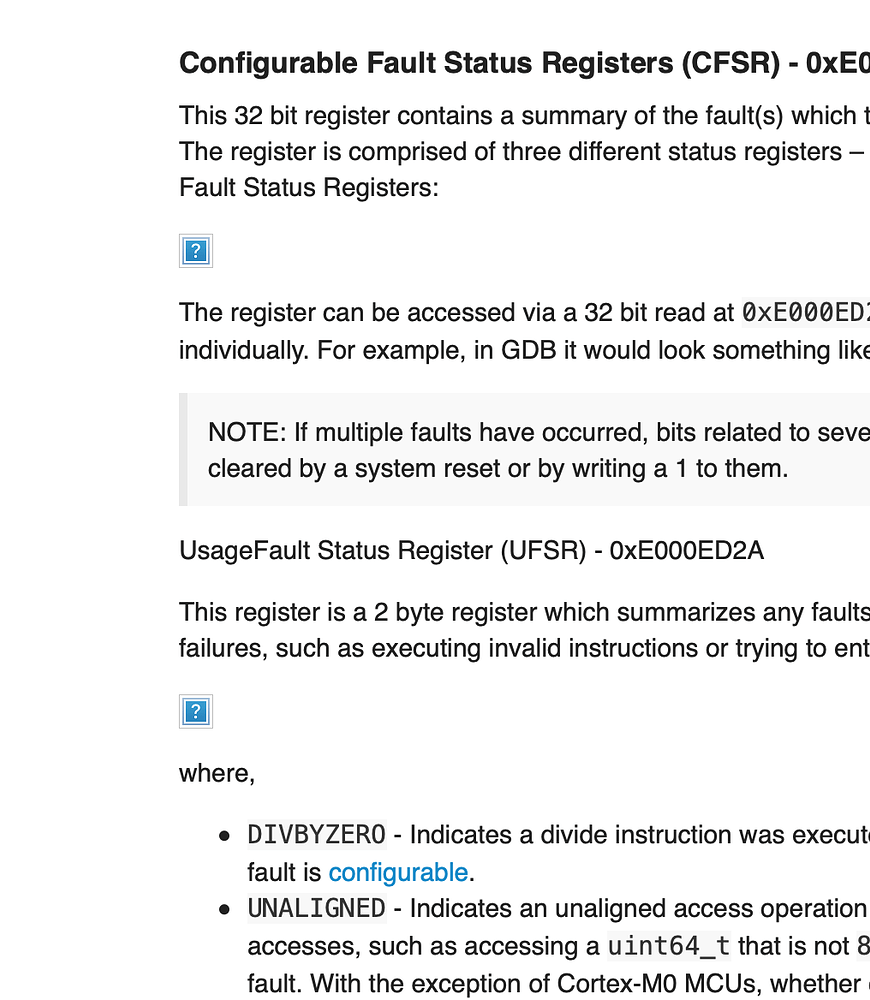 Configurable Fault Status Registers (CFSR) - 0xE0
This 32 bit register contains a summary of the fault(s) which t
The register is comprised of three different status registers –
Fault Status Registers:
?
The register can be accessed via a 32 bit read at 0xE000ED2
individually. For example, in GDB it would look something like
NOTE: If multiple faults have occurred, bits related to seve
cleared by a system reset or by writing a 1 to them.
UsageFault Status Register (UFSR) - 0xE000ED2A
This register is a 2 byte register which summarizes any faults
failures, such as executing invalid instructions or trying to ent
?
where,
• DIVBYZERO - Indicates a divide instruction was execut
fault is configurable.
• UNALIGNED - Indicates an unaligned access operation
accesses, such as accessing a uint64_t that is not 8
fault. With the exception of Cortex-M0 MCUs, whether